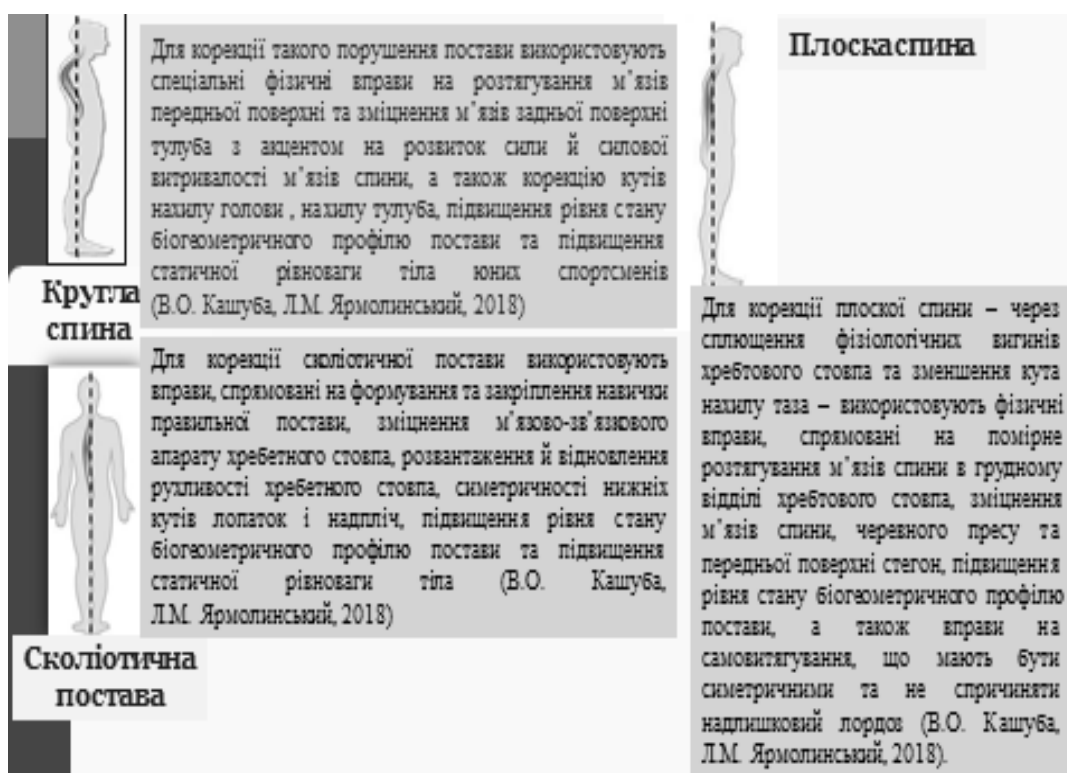 Для корекції такого порушення постави використовують
спеціальні фізичні вправи на розтягування м’язів
передньої поверхні та зміцнення м’язів задньої поверхні
тулуба з акцентом на розвиток сили й силової
витривалості м’язів спини, а також корекцію кутів
нахилу голови , нахилу тулуба, підвищення рівня стану
біогеометричного профілю постави та підвищення
статичної рівноваги тіла юних спортсменів
(В.О. Кашуба, Л.М. Ярмолинський, 2018)
Кругла
спина
Для корекції сколіотичної постави використовують
вправи, спрямовані на формування та закріплення навички
правильної постави, зміцнення м’язово-зв’язкового
апарату хребетного стовпа, розвантаження й відновлення
рухливості хребетного стовпа, симетричності нижніх
кутів лопаток і надпліч, підвищення рівня стану
біогеометричного профілю постави та підвищення
статичної рівноваги тіла (В.О. Кашуба,
Л.М. Ярмолинський, 2018)
Сколіотична
постава
Плоскаспина
Для корекції плоскої спини – через
сплющення фізіологічних вигинів
хребтового стовпа та зменшення кута
нахилу таза – використовують фізичні
вправи, спрямовані на помірне
розтягування м’язів спини в грудному
відділі хребтового стовпа, зміцнення
м’язів спини, черевного пресу та
передньої поверхні стегон, підвищення
рівня стану біогеометричного профілю
постави, а також вправи на
самовитягування, що мають бути
симетричними та не спричиняти
надлишковий лордоз (В.О. Кашуба,
Л.М. Ярмолинський, 2018).